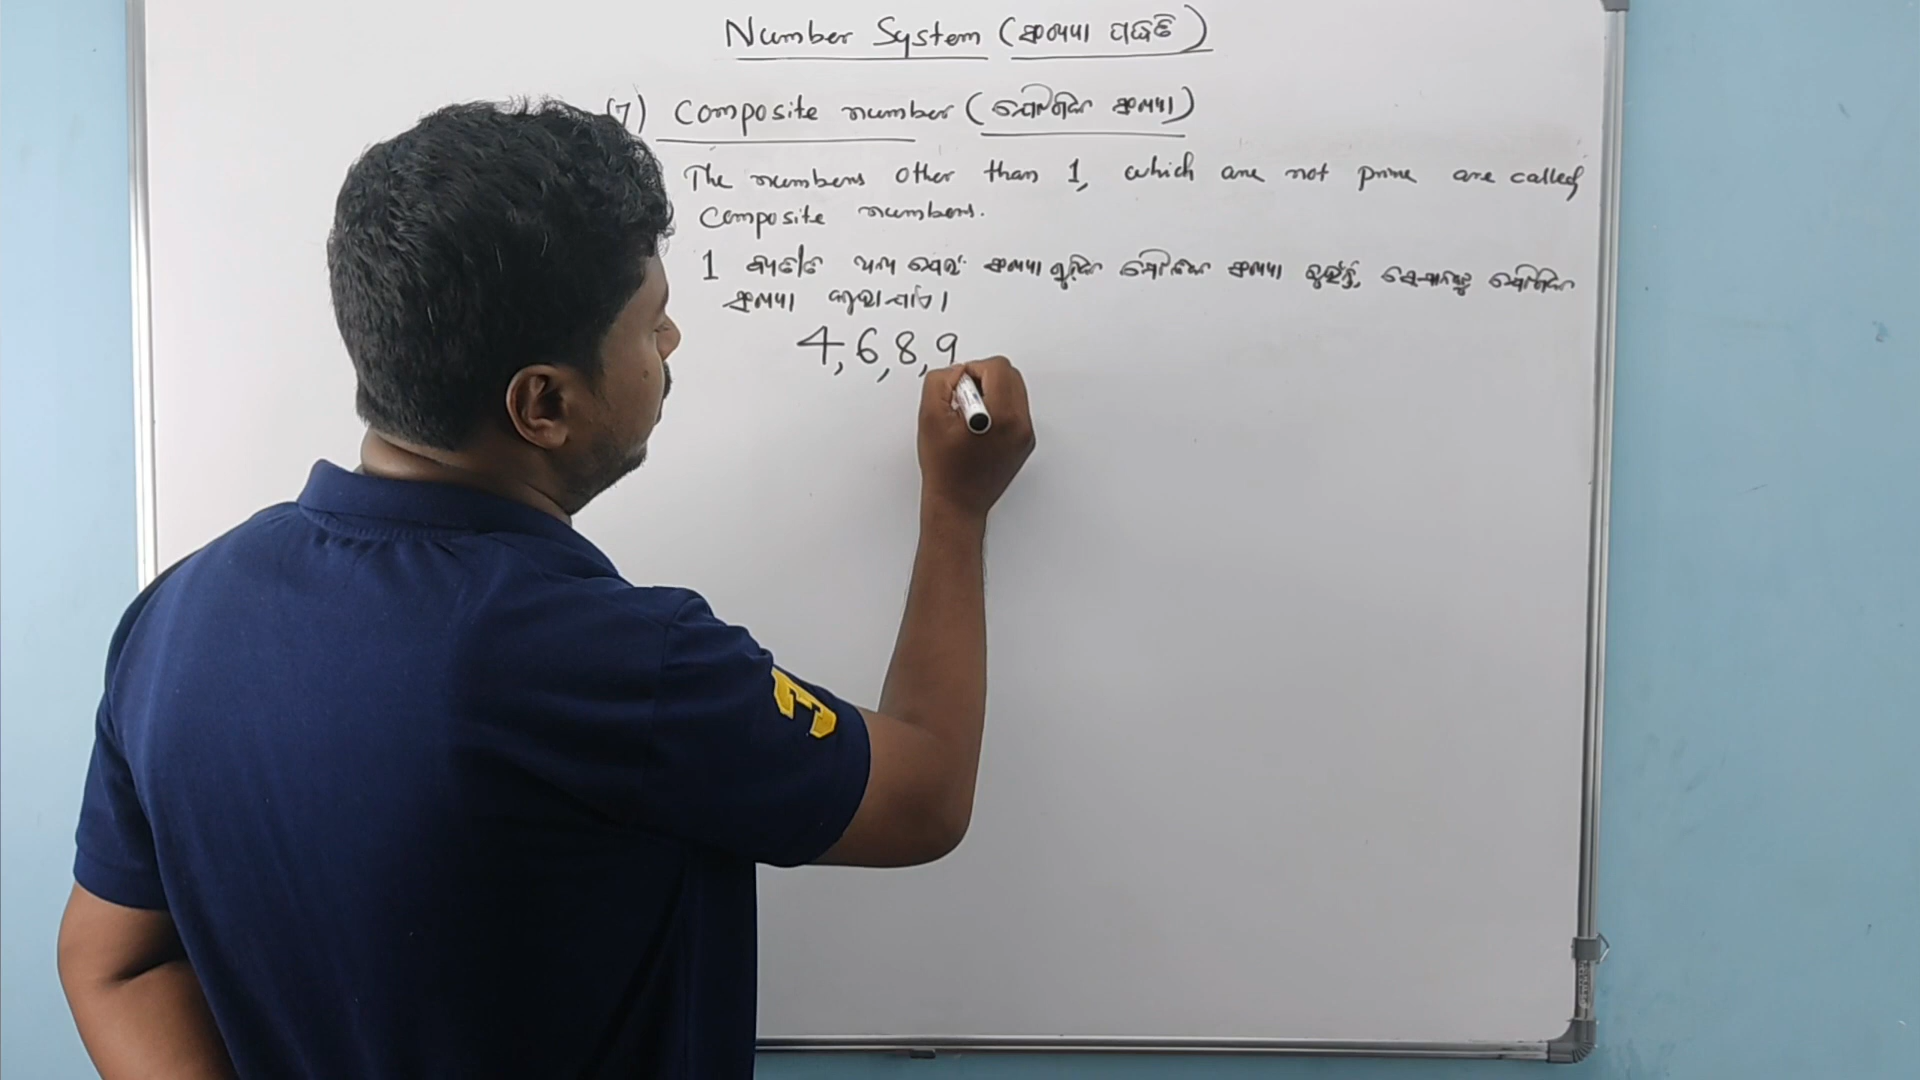 Number System (ସଂଖ୍ୟା ପଦ୍ଧତି)
(7) Composite number (ଯୌଗିକ ସଂଖ୍ୟା)
The numbers other than 1, which are not prime are called
Composite numbers.
1 ବ୍ୟତୀତ ଅନ୍ୟ ଯେଉଁ ସଂଖ୍ୟା ଗୁଡ଼ିକ ମୌଳିକ ସଂଖ୍ୟା ନୁହଁନ୍ତି, ସେମାନଙ୍କୁ ଯୌଗିକ
ସଂଖ୍ୟା କୁହାଯାଏ।
4, 6, 8, 9